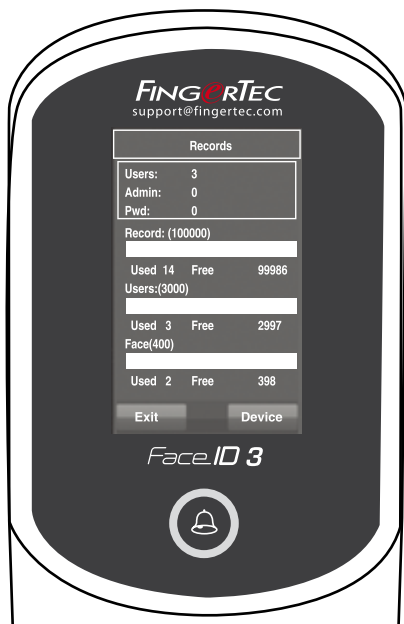 FINGERTEC
support@fingertec.com
Records
Users: 3
Admin: 0
Pwd: 0
Record: (100000)
Used 14 Free 99986
Users:(3000)
Used 3 Free 2997
Face(400)
Used 2 Free 398
Exit Device
Face ID 3